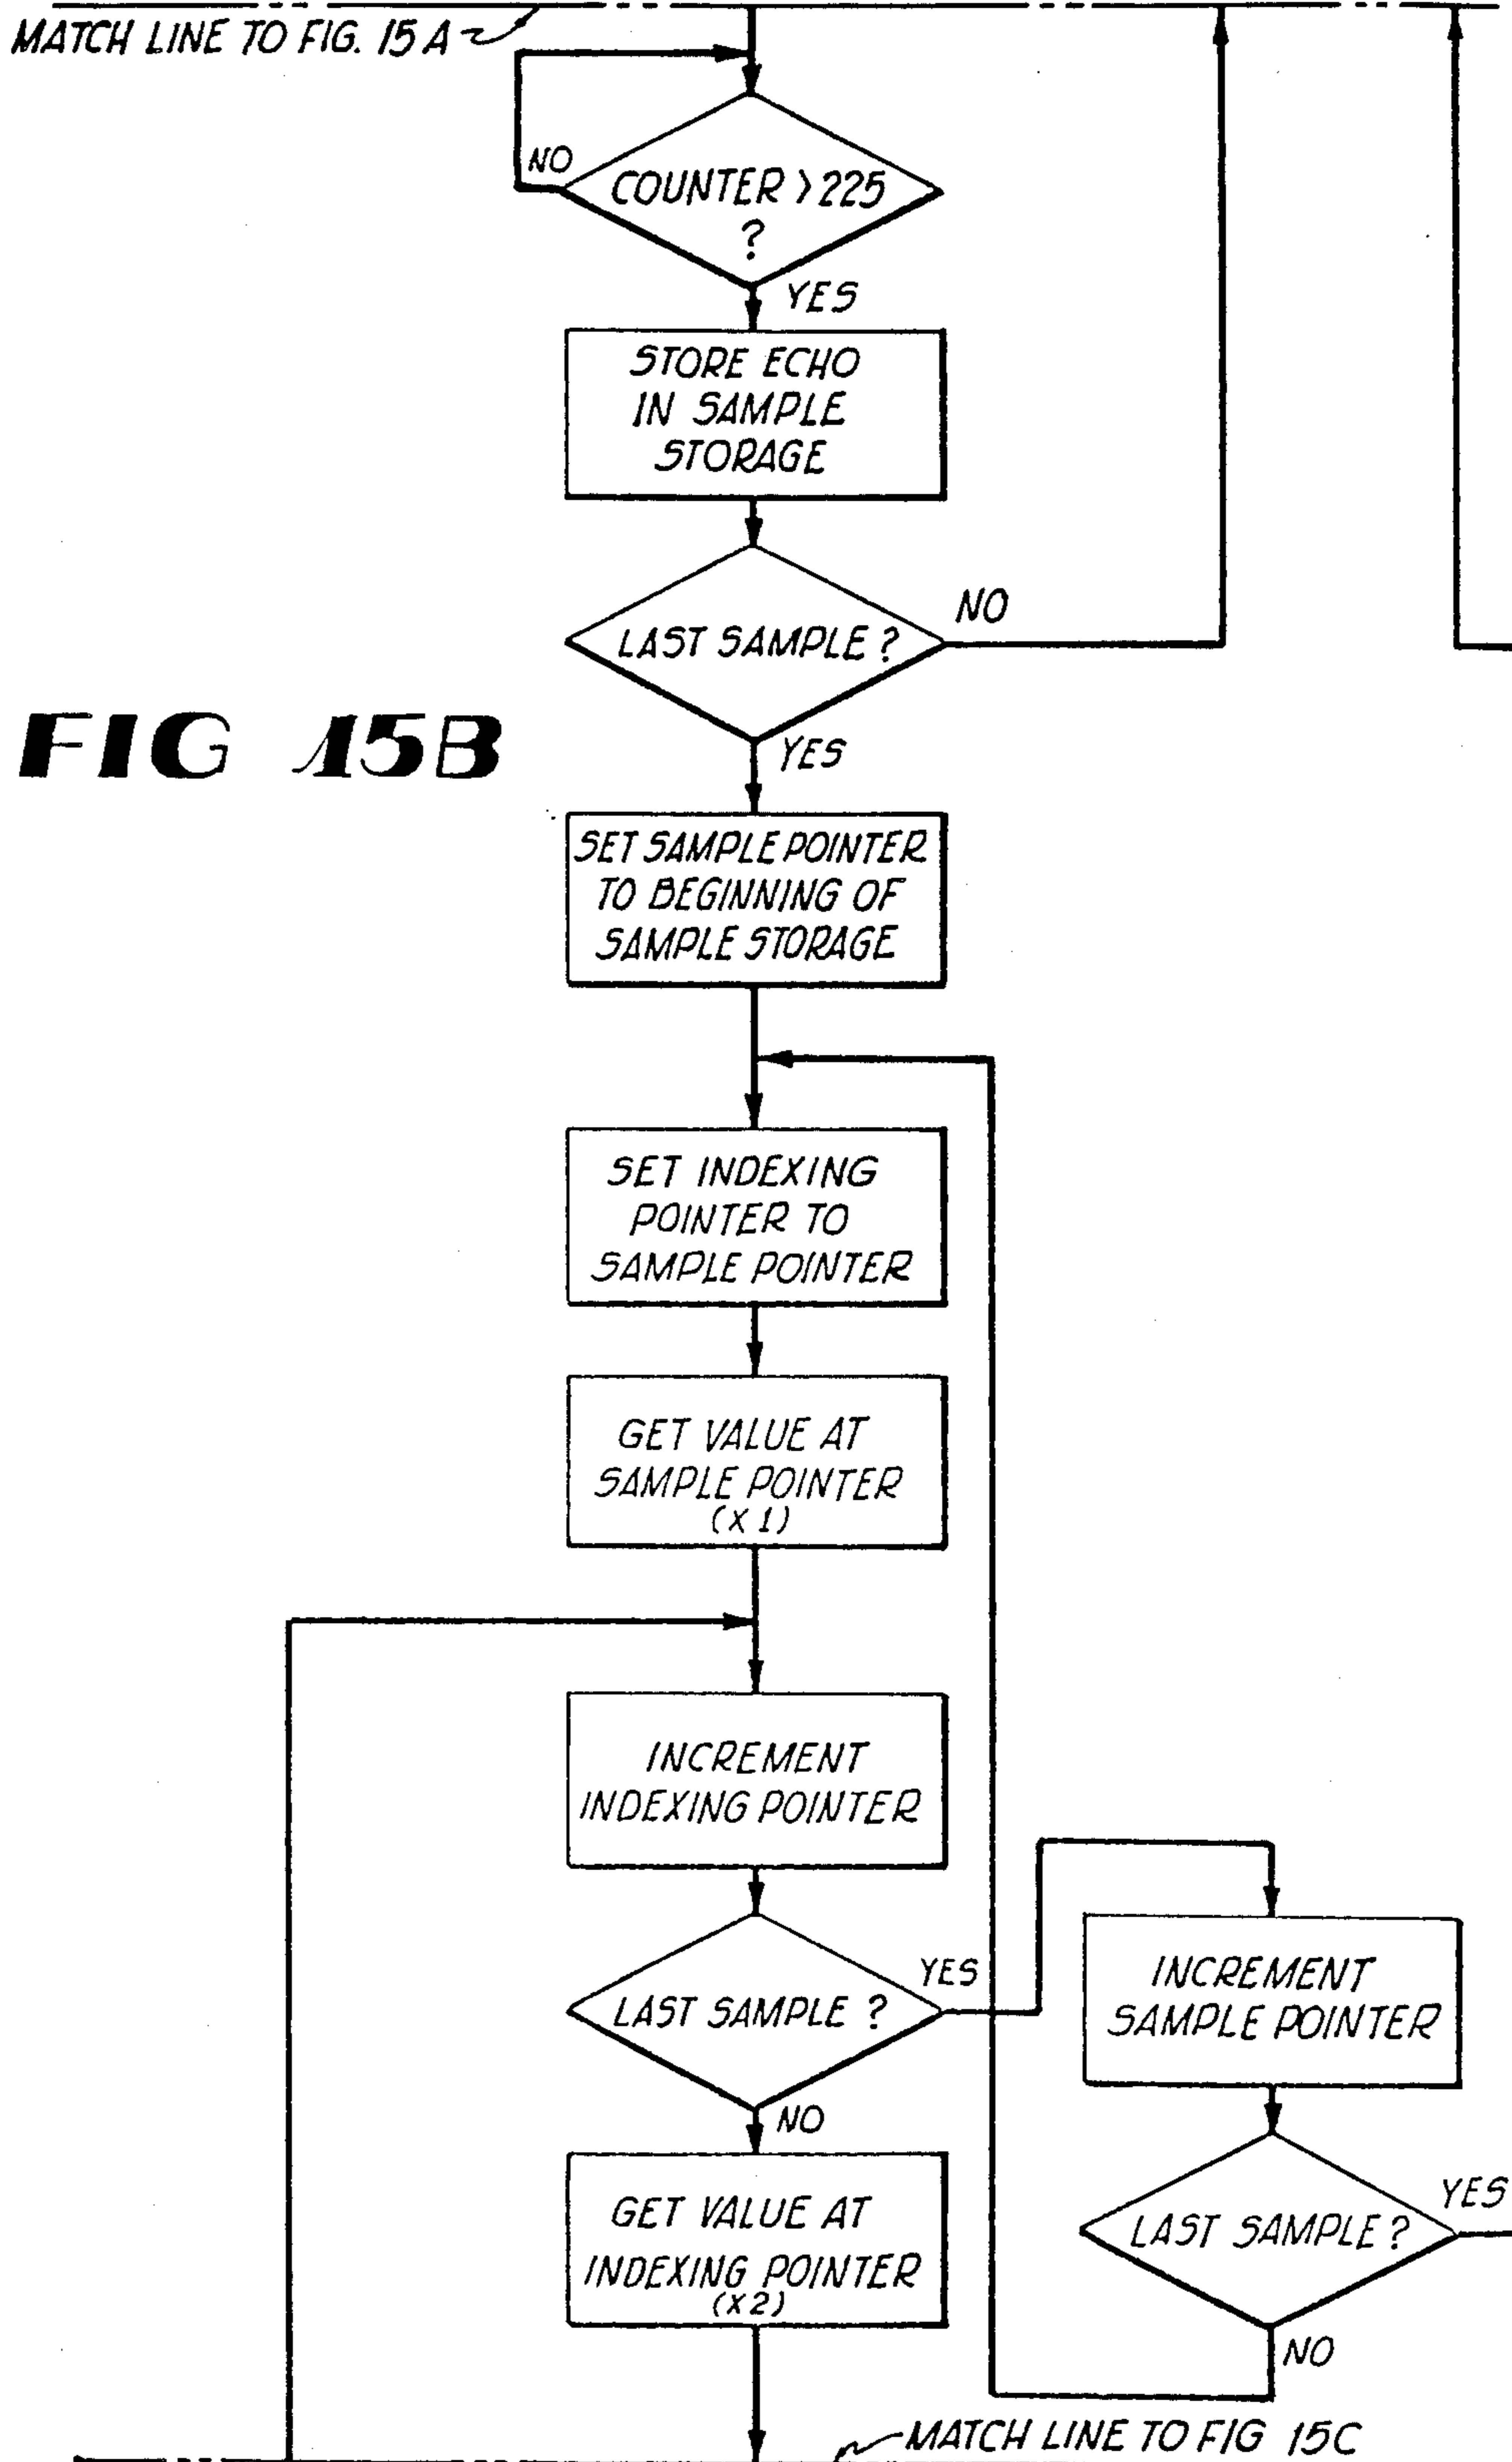 MATCH LINE TO FIG. 15A
NO
COUNTER > 225
?
YES
STORE ECHO
IN SAMPLE
STORAGE
NO
LAST SAMPLE ?
FIG 15B
YES
SET SAMPLE POINTER
TO BEGINNING OF
SAMPLE STORAGE
SET INDEXING
POINTER TO
SAMPLE POINTER
GET VALUE AT
SAMPLE POINTER
(X1)
INCREMENT
INDEXING POINTER
YES
LAST SAMPLE ?
INCREMENT
SAMPLE POINTER
NO
GET VALUE AT
INDEXING POINTER
(X2)
YES
LAST SAMPLE ?
NO
MATCH LINE TO FIG 15C